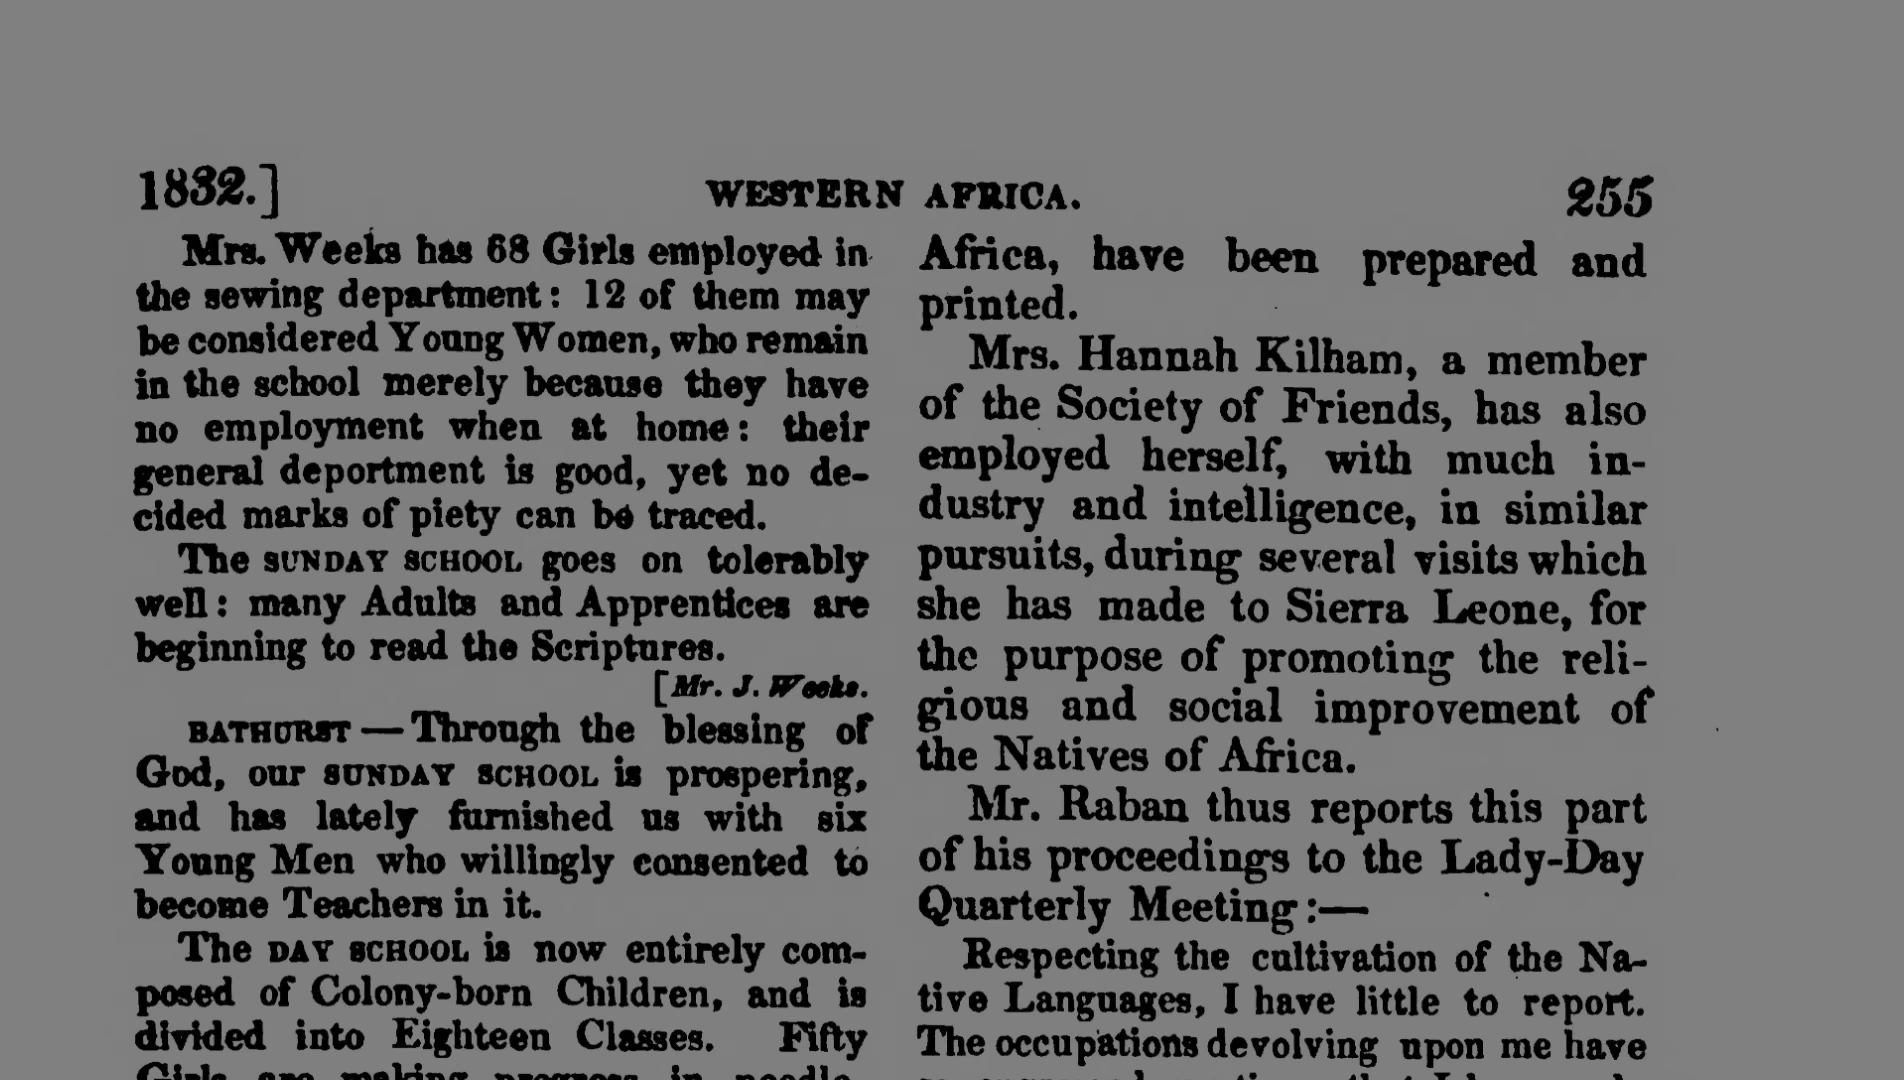 1832.] WESTERN AFRICA. 255
Mrs. Weeks has 68 Girls employed in
the sewing department: 12 of them may
be considered Young Women, who remain
in the school merely because they have
no employment when at home: their
general deportment is good, yet no de-
cided marks of piety can be traced.
The SUNDAY SCHOOL goes on tolerably
well: many Adults and Apprentices are
beginning to read the Scriptures.
[Mr. J. Weeks.
BATHURST—Through the blessing of
God, our SUNDAY SCHOOL is prospering,
and has lately furnished us with six
Young Men who willingly consented to
become Teachers in it.
The DAY SCHOOL is now entirely com-
posed of Colony-born Children, and is
divided into Eighteen Classes. Fifty
Girls are making progress in needle-
Africa, have been prepared and
printed.
Mrs. Hannah Kilham, a member
of the Society of Friends, has also
employed herself, with much in-
dustry and intelligence, in similar
pursuits, during several visits which
she has made to Sierra Leone, for
the purpose of promoting the reli-
gious and social improvement of
the Natives of Africa.
Mr. Raban thus reports this part
of his proceedings to the Lady-Day
Quarterly Meeting:—
Respecting the cultivation of the Na-
tive Languages, I have little to report.
The occupations devolving upon me have